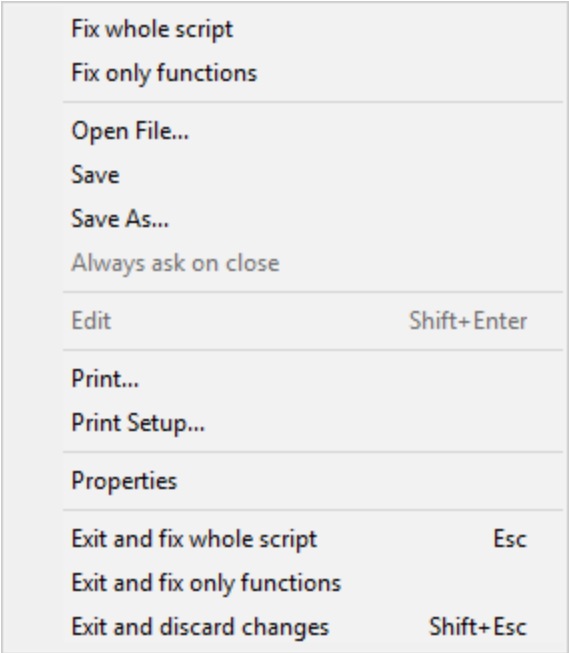 Fix whole script
Fix only functions
Open File...
Save
Save As...
Always ask on close
Edit Shift+Enter
Print...
Print Setup...
Properties
Exit and fix whole script Esc
Exit and fix only functions
Exit and discard changes Shift+Esc